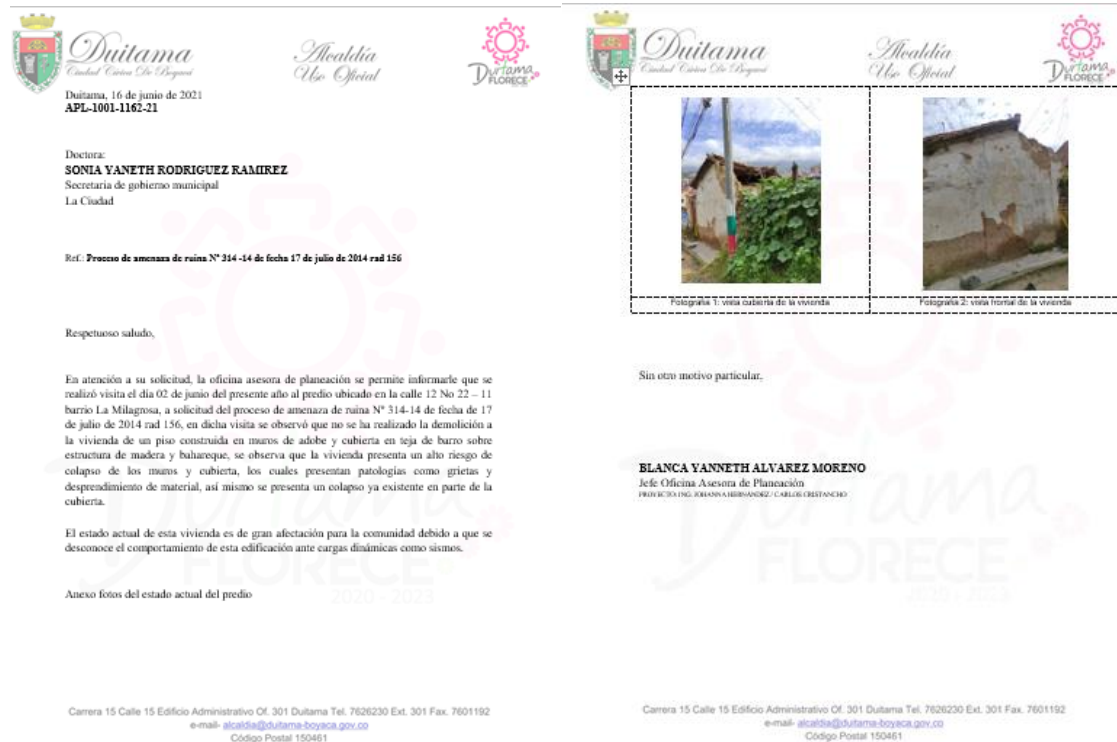 Duitama
Ciudad Cívica De Boyacá
Alcaldía
Uso Oficial
Duitama
FLORECE
Duitama, 16 de junio de 2021
APL-1001-1162-21
Doctora:
SONIA YANETH RODRIGUEZ RAMIREZ
Secretaria de gobierno municipal
La Ciudad
Ref.: Proceso de amenaza de ruina N° 314 -14 de fecha 17 de julio de 2014 rad 156
Respetuoso saludo,
En atención a su solicitud, la oficina asesora de planeación se permite informarle que se
realizó visita el día 02 de junio del presente año al predio ubicado en la calle 12 No 22 – 11
barrio La Milagrosa, a solicitud del proceso de amenaza de ruina N° 314-14 de fecha de 17
de julio de 2014 rad 156, en dicha visita se observó que no se ha realizado la demolición a
la vivienda de un piso construida en muros de adobe y cubierta en teja de barro sobre
estructura de madera y bahareque, se observa que la vivienda presenta un alto riesgo de
colapso de los muros y cubierta, los cuales presentan patologías como grietas y
desprendimiento de material, así mismo se presenta un colapso ya existente en parte de la
cubierta.
El estado actual de esta vivienda es de gran afectación para la comunidad debido a que se
desconoce el comportamiento de esta edificación ante cargas dinámicas como sismos.
Anexo fotos del estado actual del predio
Duitama
FLORECE
2020 - 2023
Carrera 15 Calle 15 Edificio Administrativo Of. 301 Duitama Tel. 7626230 Ext. 301 Fax. 7601192
e-mail- alcaldia@duitama-boyaca.gov.co
Código Postal 150461
Duitama
Ciudad Cívica De Boyacá
Alcaldía
Uso Oficial
Duitama
FLORECE
Fotografía 1: vista cubierta de la vivienda
Fotografía 2: vista frontal de la vivienda
Sin otro motivo particular,
BLANCA YANNETH ALVAREZ MORENO
Jefe Oficina Asesora de Planeación
PROYECTO: ING. JOHANNA HERNANDEZ / CARLOS CRISTANCHO
Duitama
FLORECE
2020 - 2023
Carrera 15 Calle 15 Edificio Administrativo Of. 301 Duitama Tel. 7626230 Ext. 301 Fax. 7601192
e-mail- alcaldia@duitama-boyaca.gov.co
Código Postal 150461